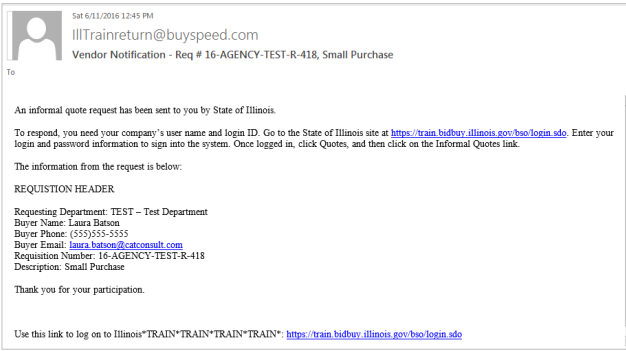 Sat 6/11/2016 12:45 PM
IllTrainreturn@buyspeed.com
Vendor Notification - Req # 16-AGENCY-TEST-R-418, Small Purchase
To
An informal quote request has been sent to you by State of Illinois.
To respond, you need your company's user name and login ID. Go to the State of Illinois site at https://train.bidbuy.illinois.gov/bso/login.sdo. Enter your
login and password information to sign into the system. Once logged in, click Quotes, and then click on the Informal Quotes link.
The information from the request is below:
REQUISTION HEADER
Requesting Department: TEST – Test Department
Buyer Name: Laura Batson
Buyer Phone: (555)555-5555
Buyer Email: laura.batson@catconsult.com
Requisition Number: 16-AGENCY-TEST-R-418
Description: Small Purchase
Thank you for your participation.
Use this link to log on to Illinois*TRAIN*TRAIN*TRAIN*TRAIN*: https://train.bidbuy.illinois.gov/bso/login.sdo